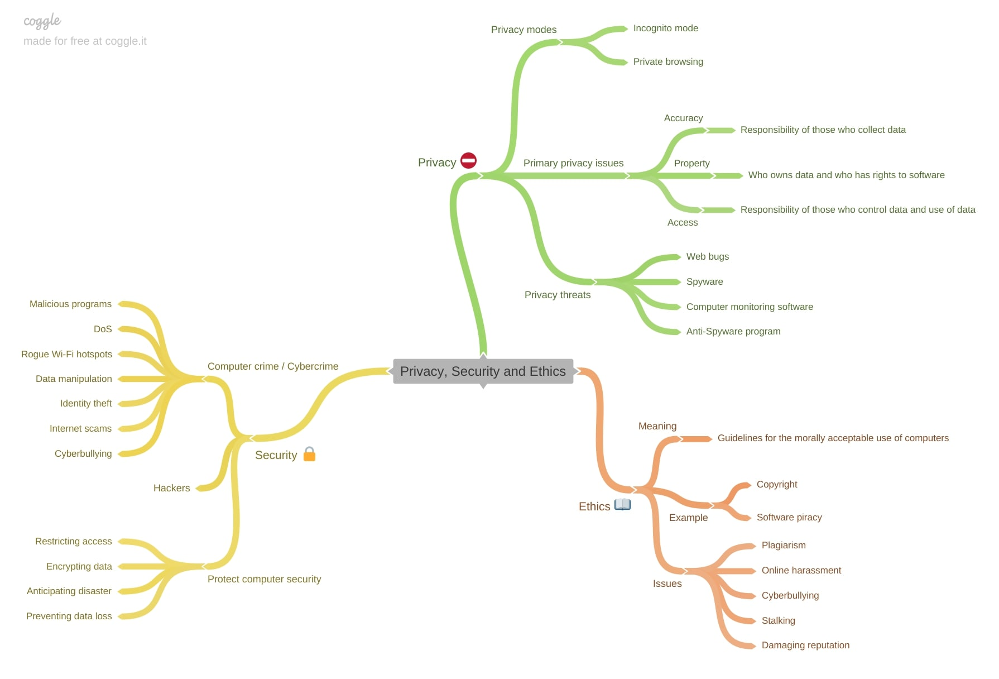 coggle
made for free at coggle.it
Privacy modes
Incognito mode
Private browsing
Privacy
Primary privacy issues
Accuracy
Responsibility of those who collect data
Property
Who owns data and who has rights to software
Access
Responsibility of those who control data and use of data
Privacy threats
Web bugs
Spyware
Computer monitoring software
Anti-Spyware program
Privacy, Security and Ethics
Computer crime / Cybercrime
Malicious programs
DoS
Rogue Wi-Fi hotspots
Data manipulation
Identity theft
Internet scams
Cyberbullying
Security
Hackers
Protect computer security
Restricting access
Encrypting data
Anticipating disaster
Preventing data loss
Ethics
Meaning
Guidelines for the morally acceptable use of computers
Example
Copyright
Software piracy
Issues
Plagiarism
Online harassment
Cyberbullying
Stalking
Damaging reputation